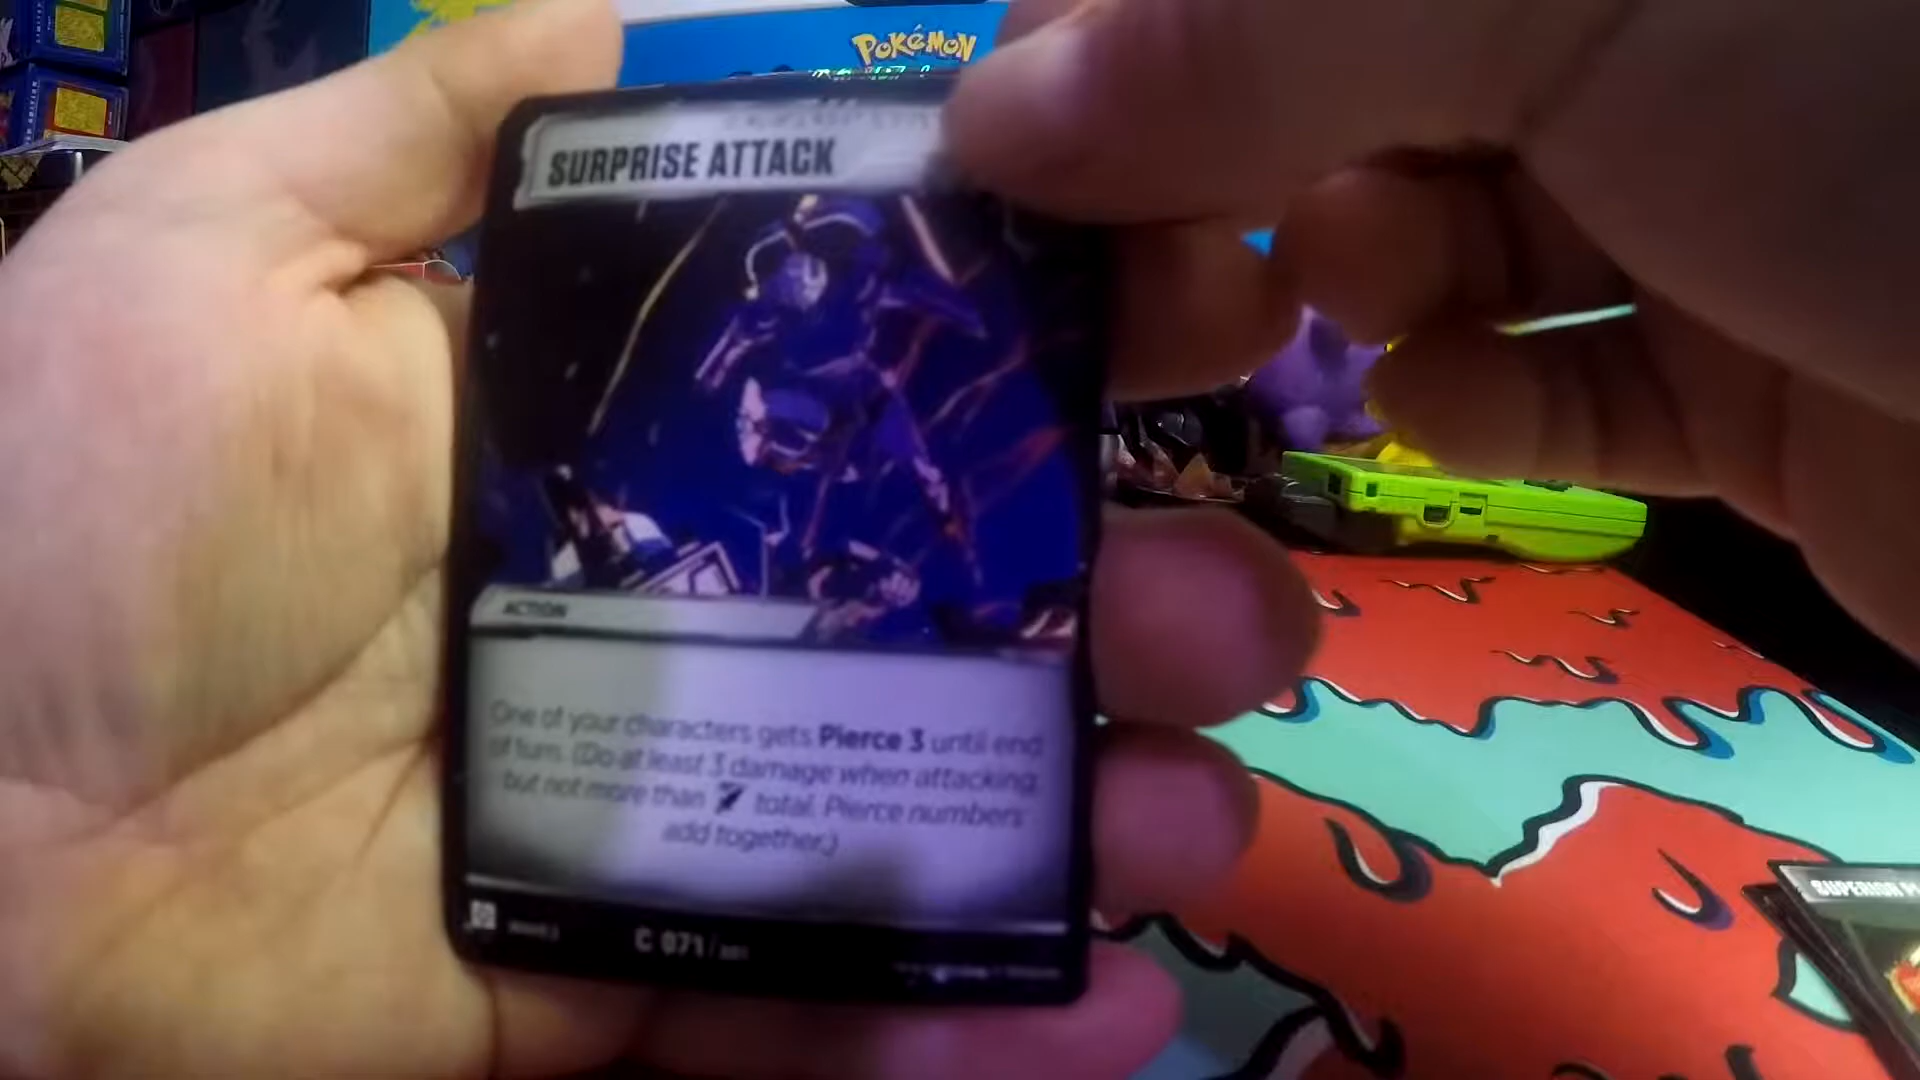 POKéMON
SURPRISE ATTACK
ACTION
One of your characters gets Pierce 3 until end
of turn. (Do at least 3 damage when attacking,
but not more than total. Pierce numbers
add together.)
C 071
SUPERIOR